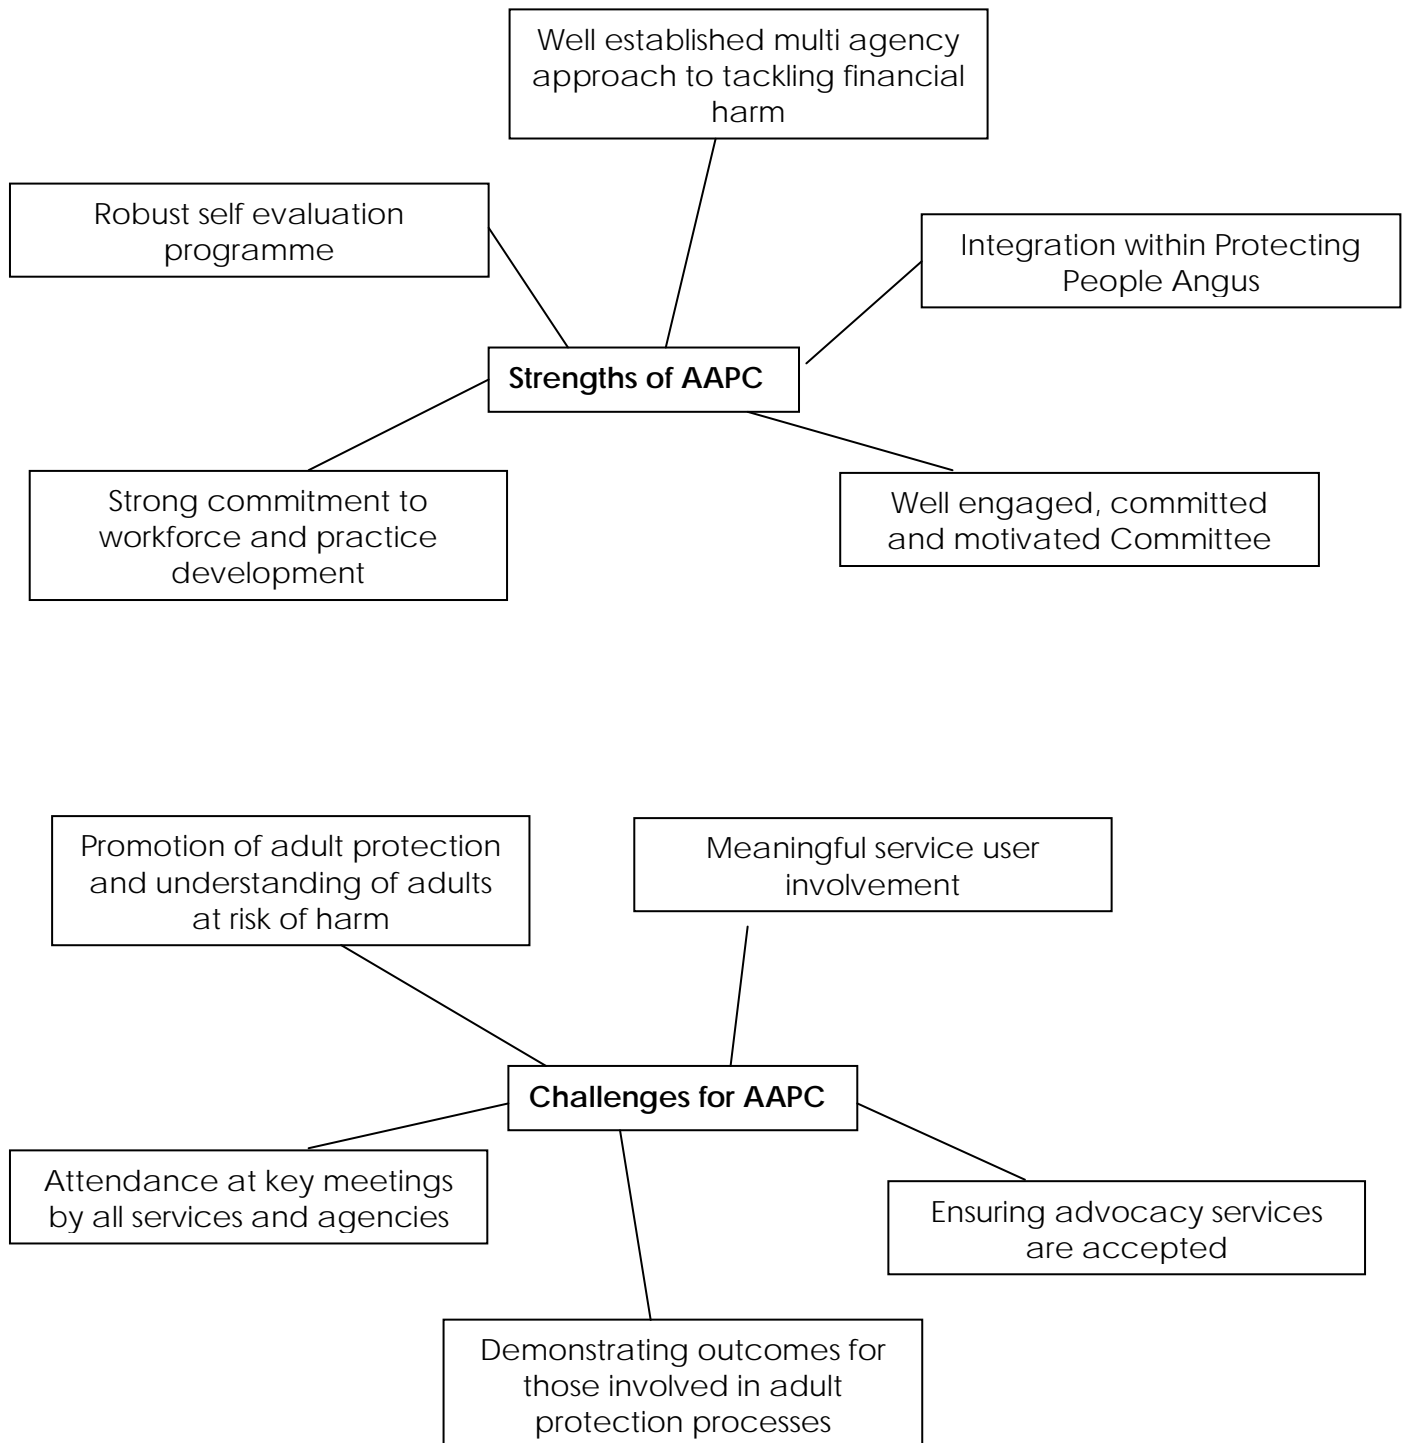 Well established multi agency
approach to tackling financial
harm
Robust self evaluation
programme
Integration within Protecting
People Angus
Strengths of AAPC
Strong commitment to
workforce and practice
development
Well engaged, committed
and motivated Committee
Promotion of adult protection
and understanding of adults
at risk of harm
Meaningful service user
involvement
Challenges for AAPC
Attendance at key meetings
by all services and agencies
Ensuring advocacy services
are accepted
Demonstrating outcomes for
those involved in adult
protection processes